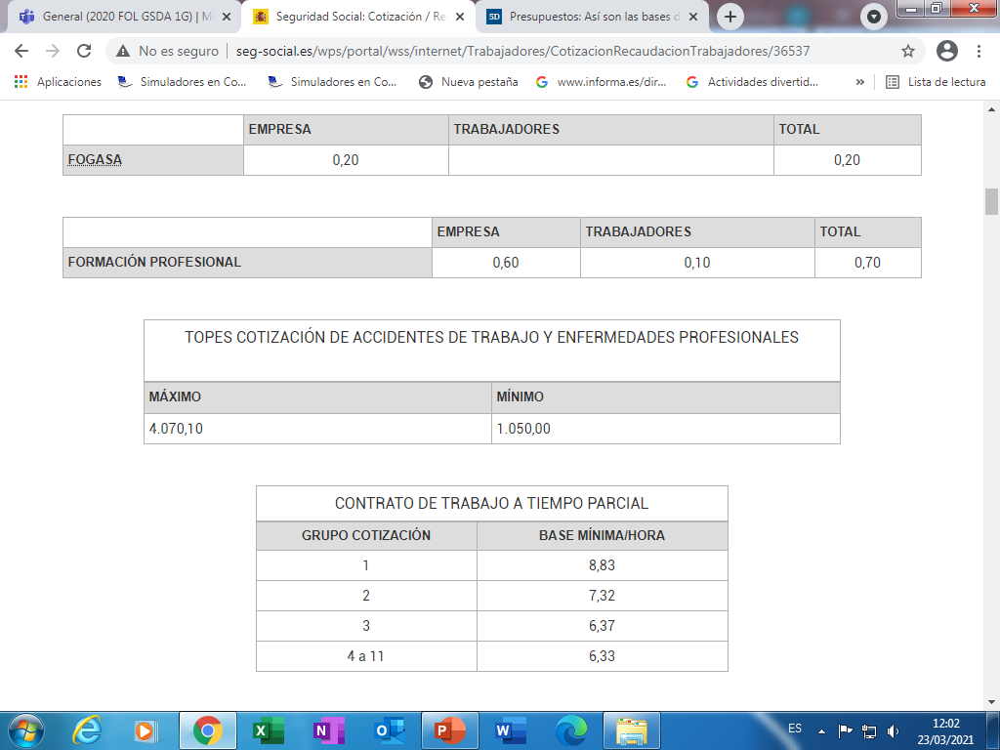 General (2020 FOL GSDA 1G) | M
Seguridad Social: Cotización / Re
5D
Presupuestos: Así son las bases d
No es seguro
seg-social.es/wps/portal/wss/internet/Trabajadores/CotizacionRecaudacionTrabajadores/36537
Aplicaciones
Simuladores en Co...
Simuladores en Co...
Nueva pestaña
www.informa.es/dir...
Actividades divertid...
»
Lista de lectura
EMPRESA TRABAJADORES TOTAL
FOGASA 0,20 0,20
EMPRESA TRABAJADORES TOTAL
FORMACIÓN PROFESIONAL 0,60 0,10 0,70
TOPES COTIZACIÓN DE ACCIDENTES DE TRABAJO Y ENFERMEDADES PROFESIONALES
MÁXIMO MÍNIMO
4.070,10 1.050,00
CONTRATO DE TRABAJO A TIEMPO PARCIAL
GRUPO COTIZACIÓN BASE MÍNIMA/HORA
1 8,83
2 7,32
3 6,37
4 a 11 6,33
ES
12:02
23/03/2021